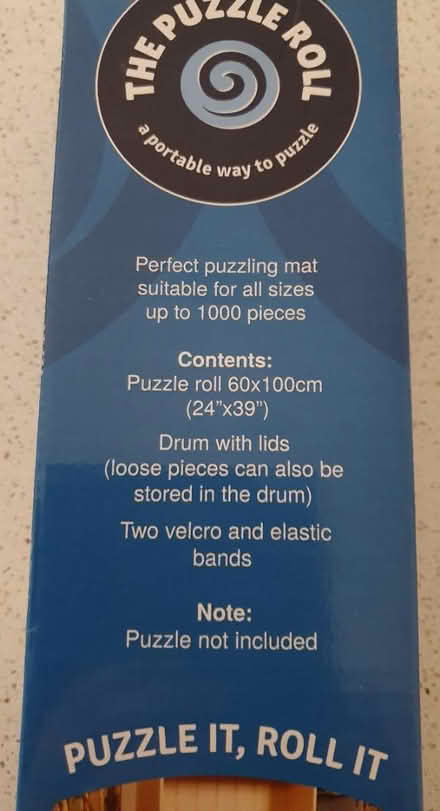 THE PUZZLE ROLL
a portable way to puzzle
Perfect puzzling mat
suitable for all sizes
up to 1000 pieces
Contents:
Puzzle roll 60x100cm
(24”x39”)
Drum with lids
(loose pieces can also be
stored in the drum)
Two velcro and elastic
bands
Note:
Puzzle not included
PUZZLE IT, ROLL IT